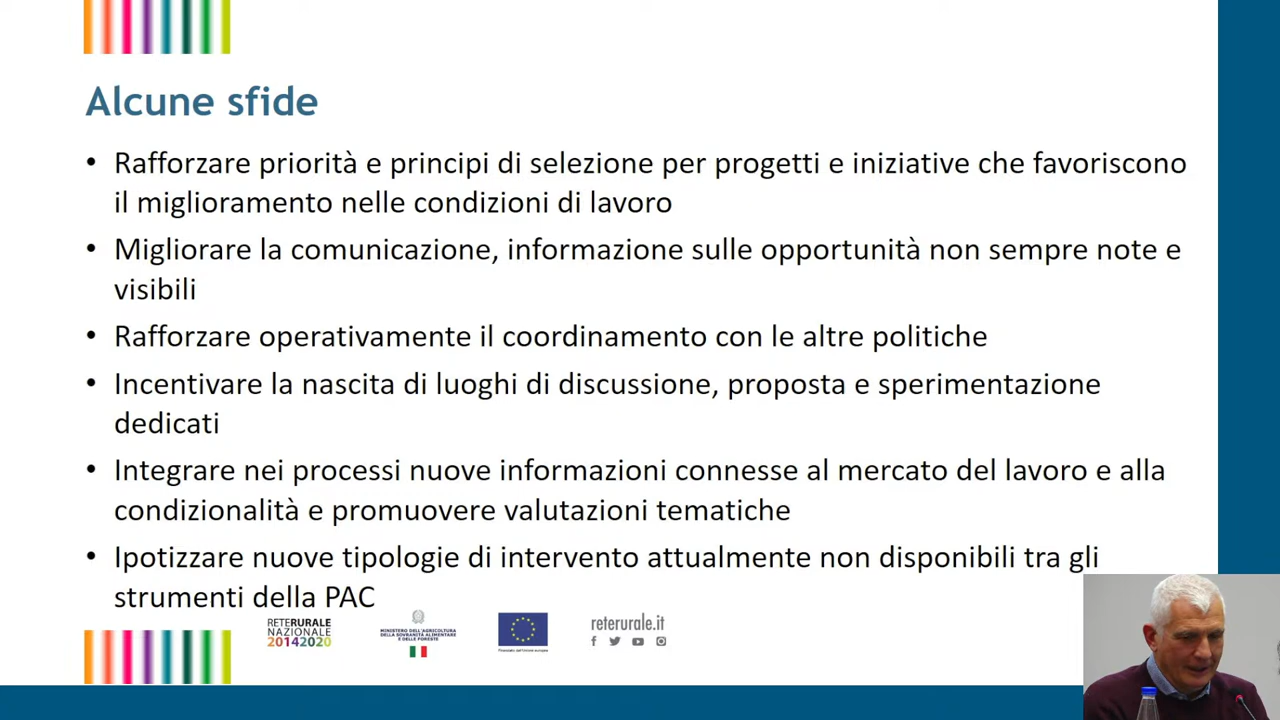 Alcune sfide
• Rafforzare priorità e principi di selezione per progetti e iniziative che favoriscono
il miglioramento nelle condizioni di lavoro
• Migliorare la comunicazione, informazione sulle opportunità non sempre note e
visibili
• Rafforzare operativamente il coordinamento con le altre politiche
• Incentivare la nascita di luoghi di discussione, proposta e sperimentazione
dedicati
• Integrare nei processi nuove informazioni connesse al mercato del lavoro e alla
condizionalità e promuovere valutazioni tematiche
• Ipotizzare nuove tipologie di intervento attualmente non disponibili tra gli
strumenti della PAC
RETERURALE
NAZIONALE
20142020
MINISTERO DELL'AGRICOLTURA
DELLA SOVRANITÀ ALIMENTARE
E DELLE FORESTE
reterurale.it